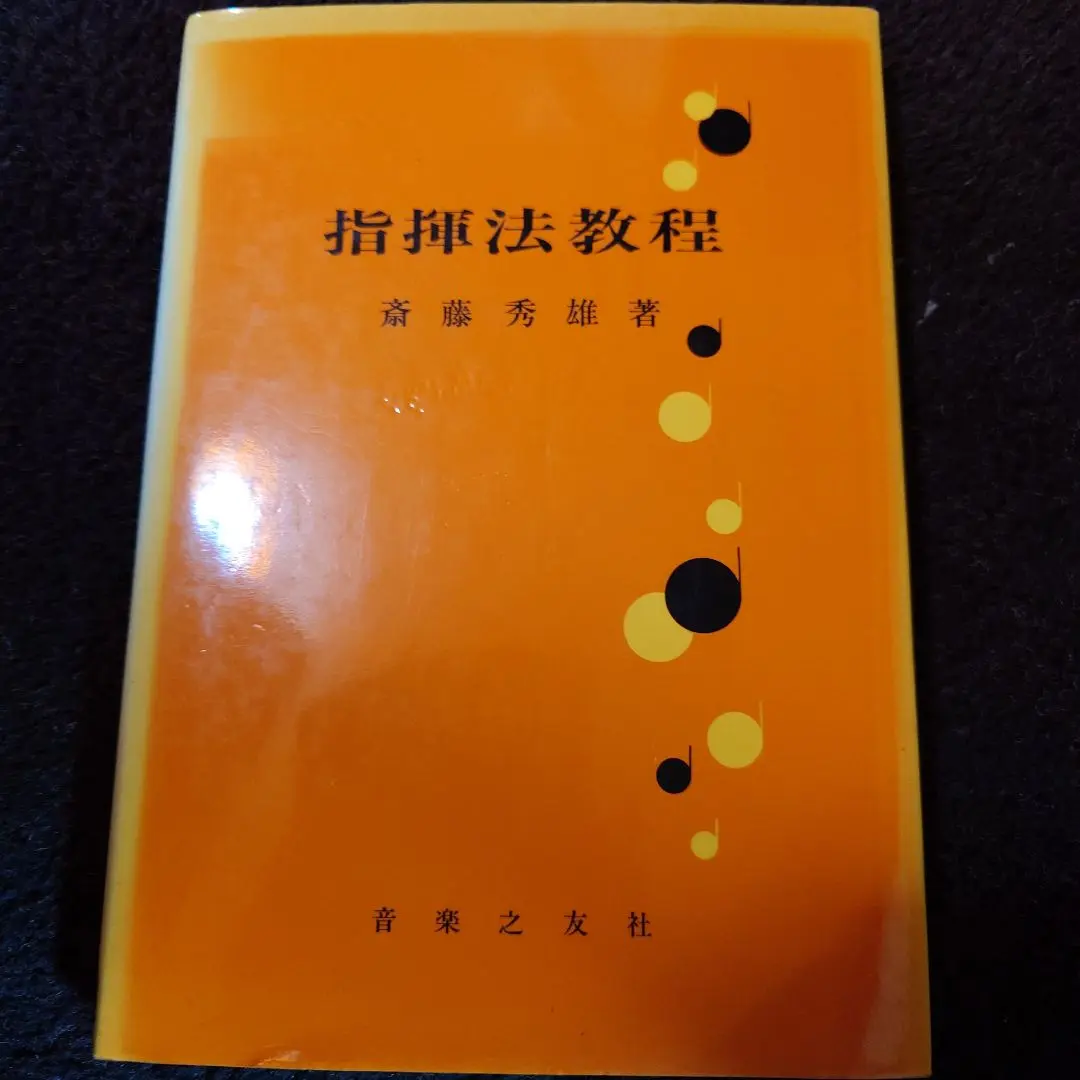 指揮法教程
斎藤秀雄著
音楽之友社